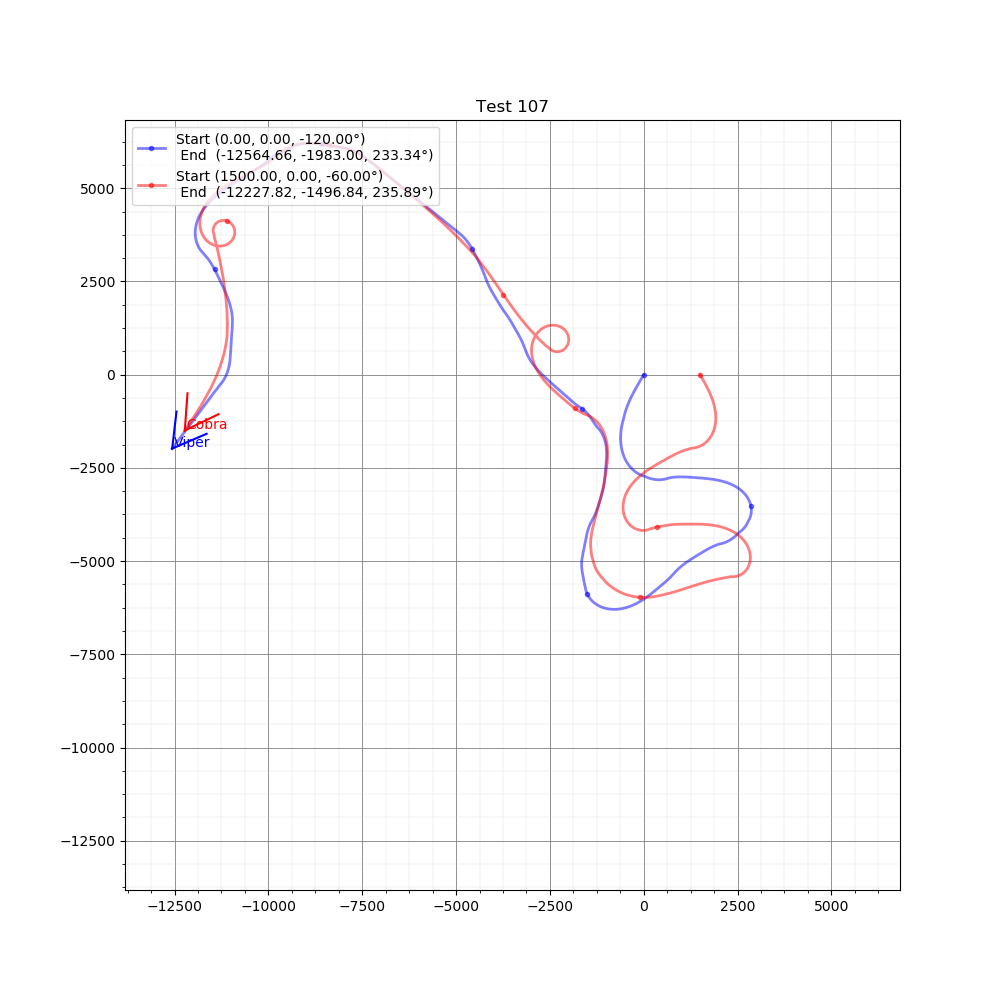 Test 107
Start (0.00, 0.00, -120.00°)
End  (-12564.66, -1983.00, 233.34°)
Start (1500.00, 0.00, -60.00°)
End  (-12227.82, -1496.84, 235.89°)
5000
2500
0
−2500
−5000
−7500
−10000
−12500
Cobra
Viper
−12500
−10000
−7500
−5000
−2500
0
2500
5000